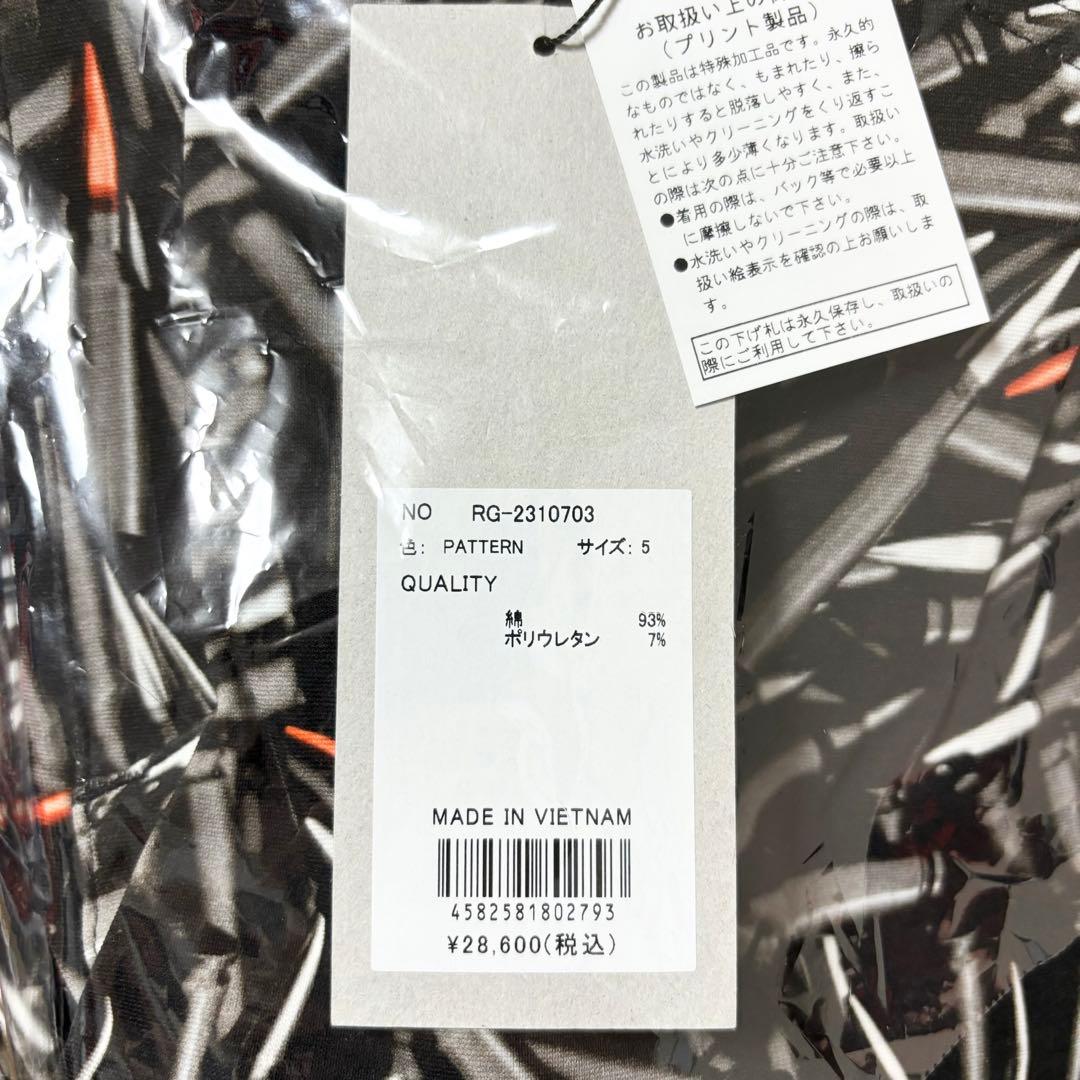 お取扱い上の
(プリント製品)
この製品は特殊加工品です。永久的
なものではなく、もまれたり、擦ら
れたりすると脱落しやすく、また、
水洗いやクリーニングをくり返すこ
とにより多少薄くなります。取扱い
の際は次の点に十分ご注意下さい。
●着用の際は、バック等で必要以上
に摩擦しないで下さい。
●水洗いやクリーニングの際は、取
扱い絵表示を確認の上お願いしま
す。
この下げ札は永久保存し、取扱いの
際にご利用して下さい。
NO RG-2310703
色: PATTERN サイズ: 5
QUALITY
綿 93%
ポリウレタン 7%
MADE IN VIETNAM
4582581802793
¥28,600(税込)